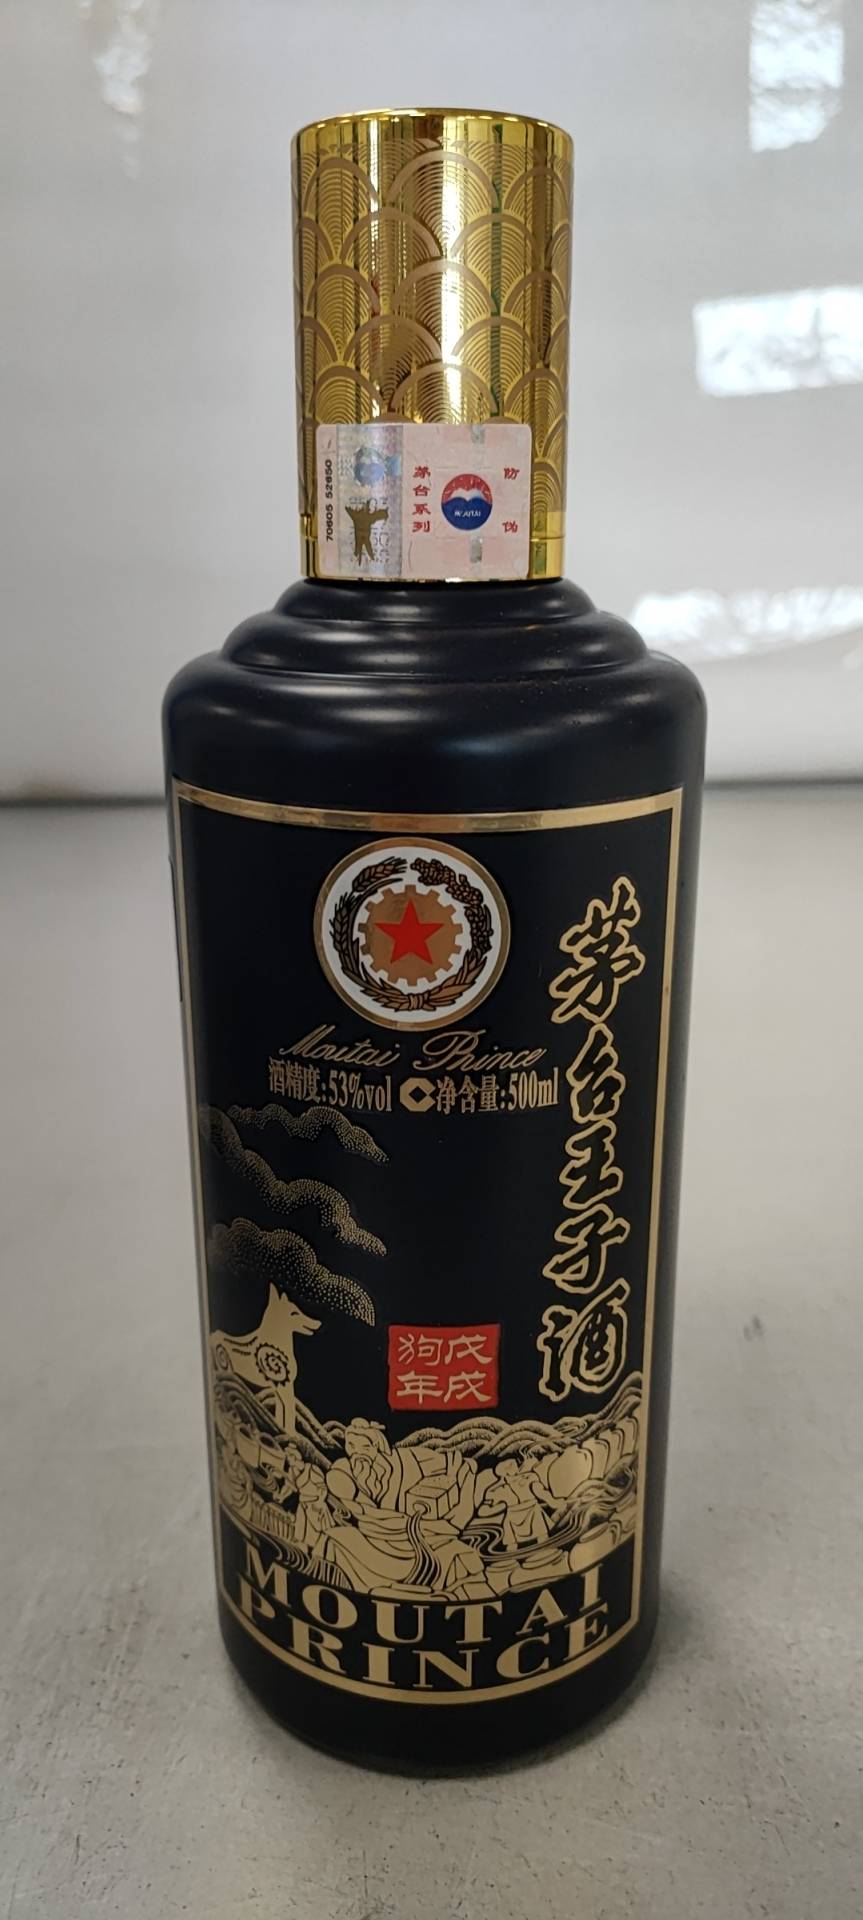 70605 52650
茅台系列
MOUTAI
防伪
Moutai Prince
酒精度:53%vol 净含量:500ml
茅台王子酒
戊戌
狗年
MOUTAI
PRINCE